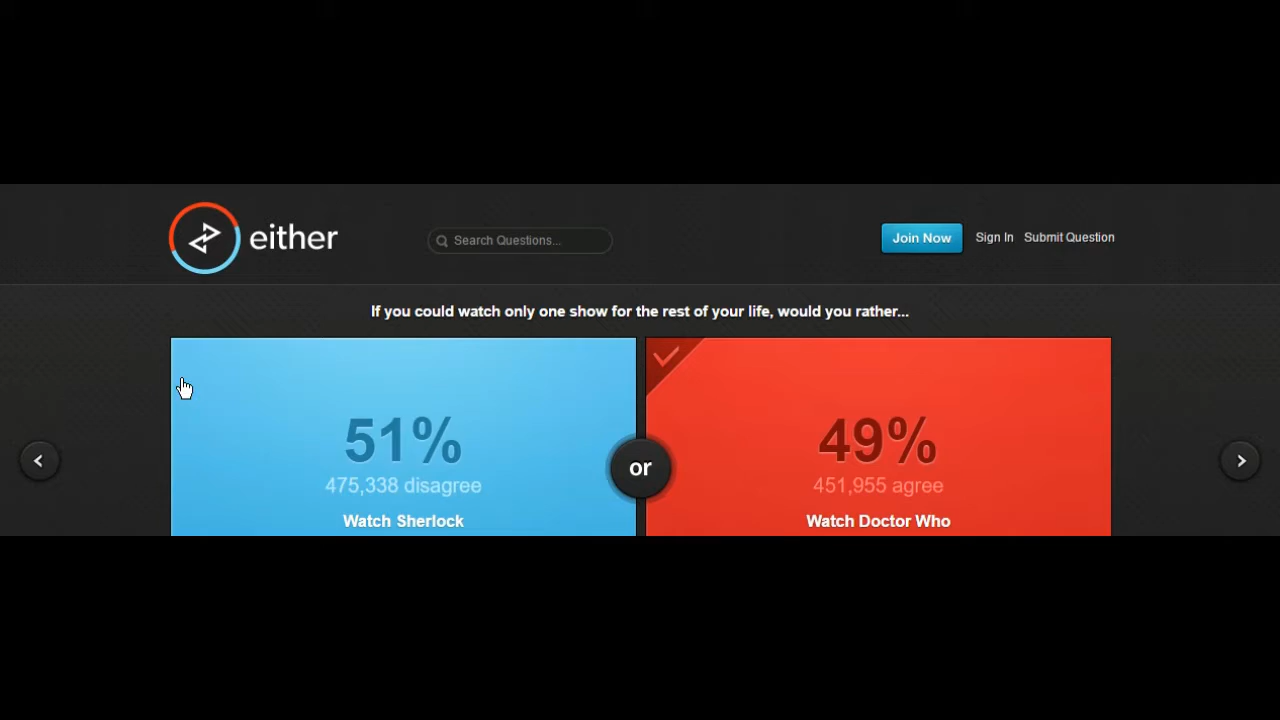 either
Search Questions...
Join Now
Sign In
Submit Question
If you could watch only one show for the rest of your life, would you rather...
51%
475,338 disagree
Watch Sherlock
or
49%
451,955 agree
Watch Doctor Who